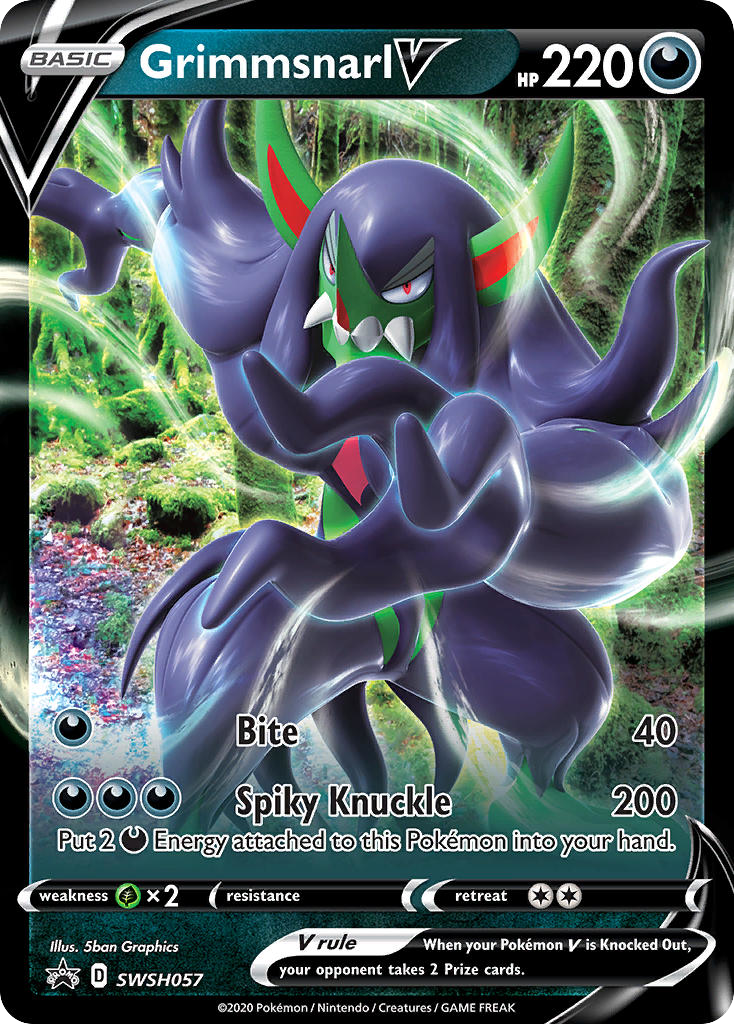 BASIC Grimmsnarl V HP 220
Bite 40
Spiky Knuckle 200
Put 2 Energy attached to this Pokémon into your hand.
weakness ×2 resistance retreat
Illus. 5ban Graphics
V rule When your Pokémon V is Knocked Out,
your opponent takes 2 Prize cards.
PROMO D SWSH057
©2020 Pokémon / Nintendo / Creatures / GAME FREAK